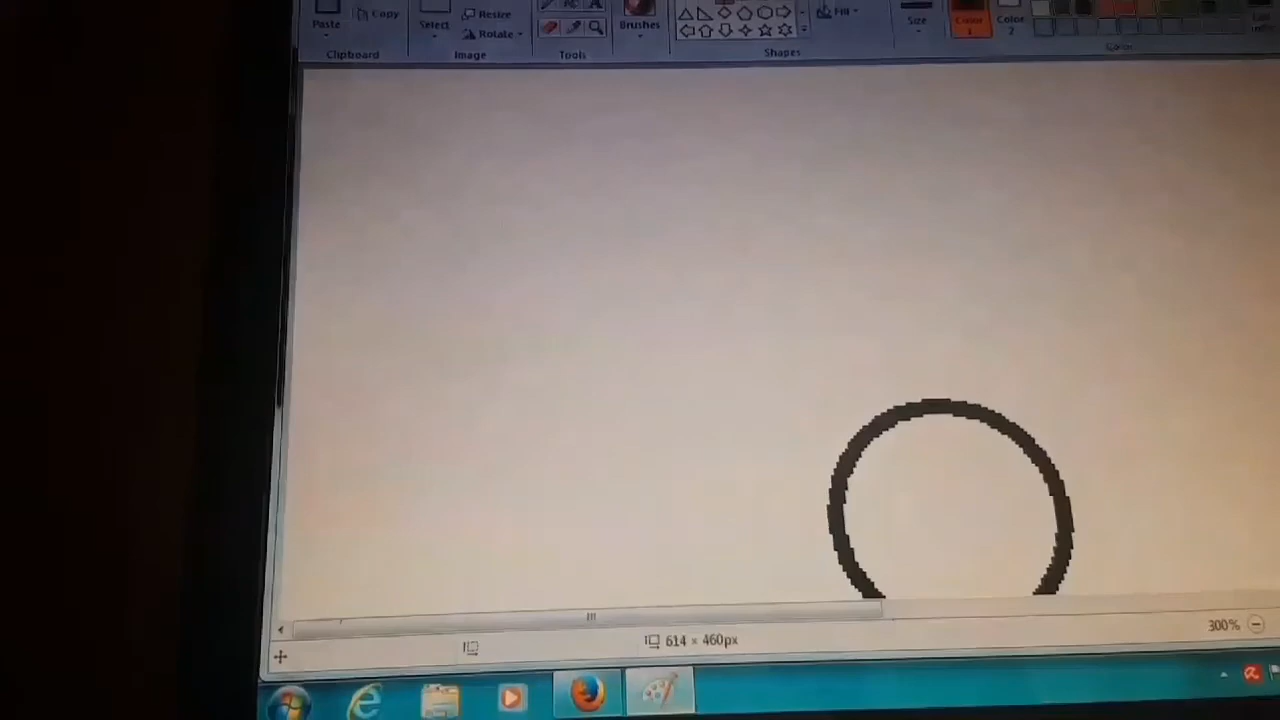 Paste
Copy
Clipboard
Select
Resize
Rotate
Image
Tools
Brushes
Shapes
Fill
Size
Color 1
Color 2
Color
614 × 460px
300%